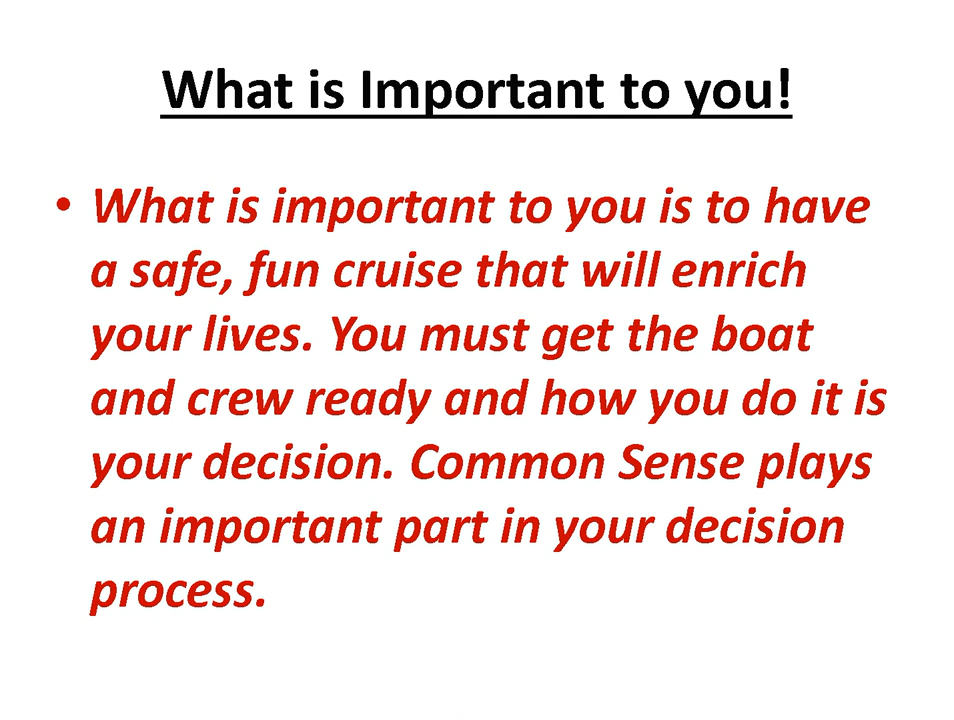 What is Important to you!
• What is important to you is to have
a safe, fun cruise that will enrich
your lives. You must get the boat
and crew ready and how you do it is
your decision. Common Sense plays
an important part in your decision
process.